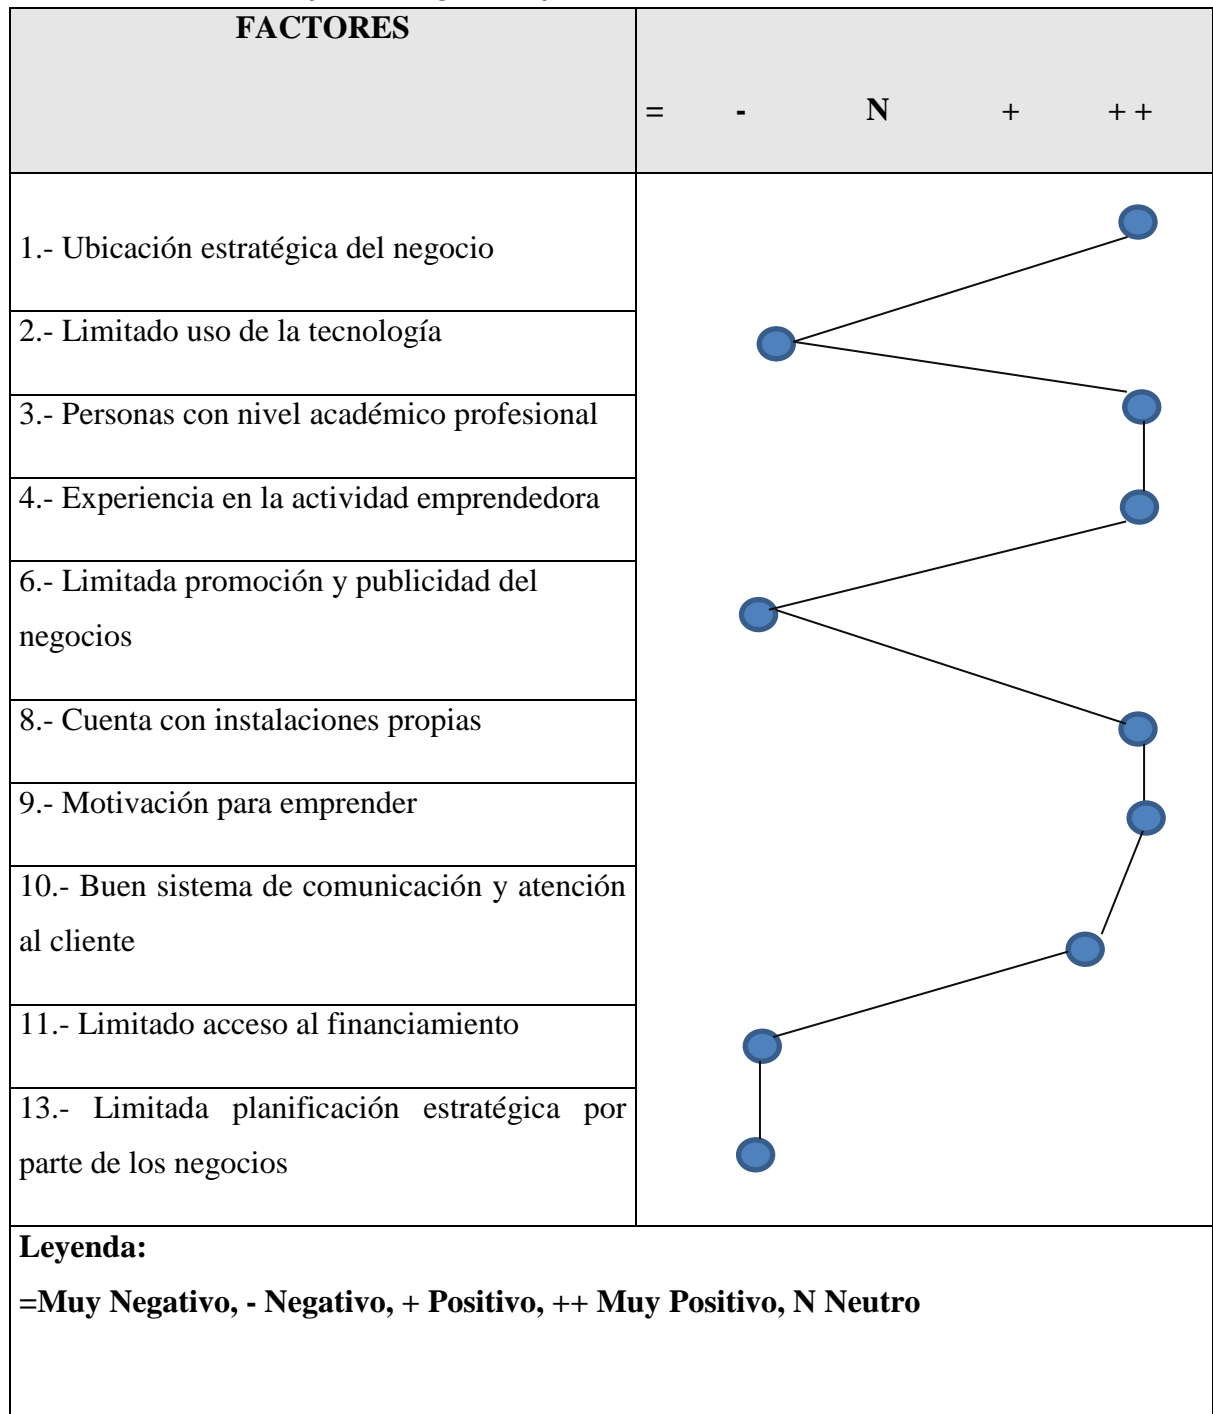 FACTORES
= - N + + +
1.- Ubicación estratégica del negocio
2.- Limitado uso de la tecnología
3.- Personas con nivel académico profesional
4.- Experiencia en la actividad emprendedora
6.- Limitada promoción y publicidad del
negocios
8.- Cuenta con instalaciones propias
9.- Motivación para emprender
10.- Buen sistema de comunicación y atención
al cliente
11.- Limitado acceso al financiamiento
13.- Limitada planificación estratégica por
parte de los negocios
Leyenda:
=Muy Negativo, - Negativo, + Positivo, ++ Muy Positivo, N Neutro